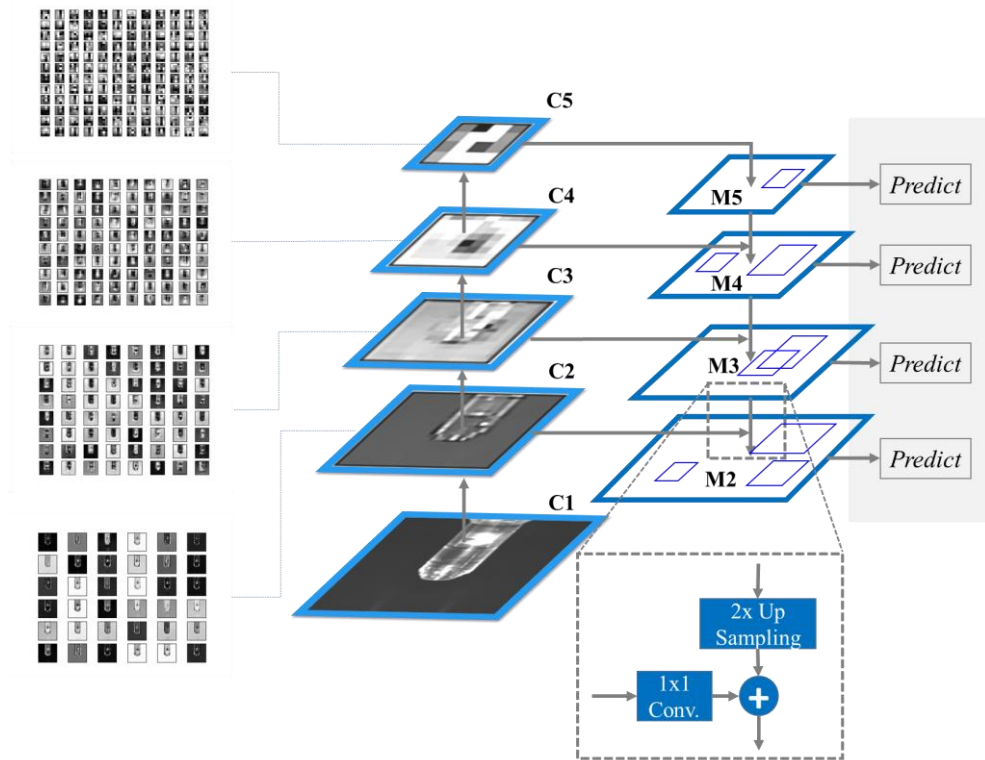 C5
C4
C3
C2
C1
M5
M4
M3
M2
Predict
Predict
Predict
Predict
2x Up
Sampling
1x1
Conv.
+